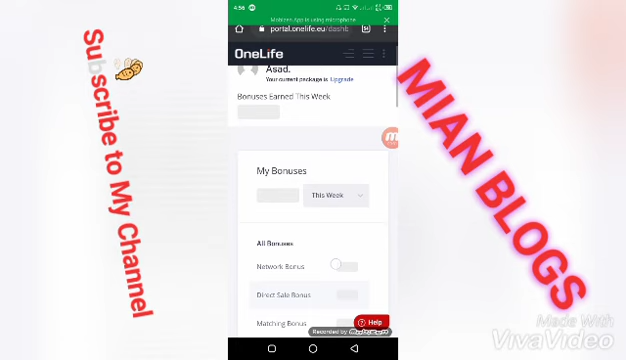 Subscribe to My Channel
4:56
Mobizen App is using microphone
portal.onelife.eu/dashb
OneLife
Asad.
Your current package is Upgrade
Bonuses Earned This Week
My Bonuses
This Week
All Bonuses
Network Bonus
Direct Sale Bonus
Matching Bonus
Help
Recorded by
MIAN BLOGS
Made With
VivaVideo